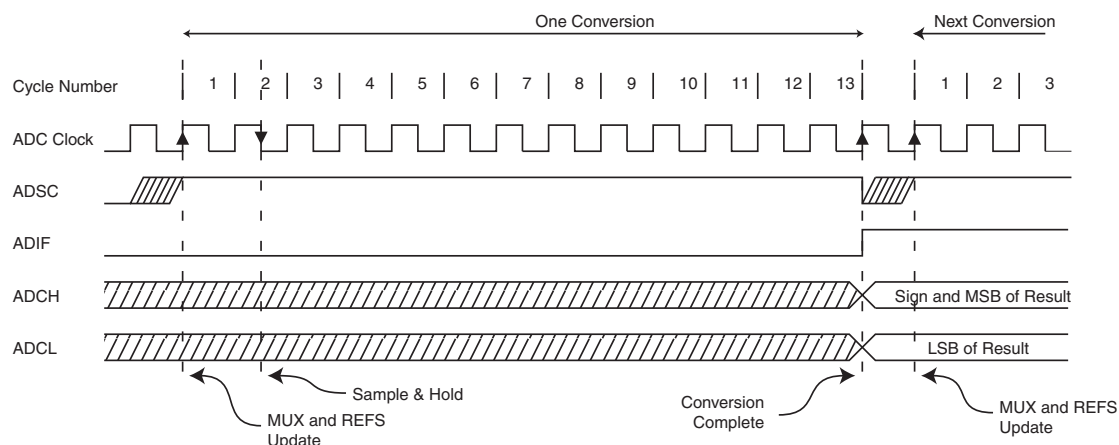 One Conversion
Next Conversion
Cycle Number 1 2 3 4 5 6 7 8 9 10 11 12 13 1 2 3
ADC Clock
ADSC
ADIF
ADCH
Sign and MSB of Result
ADCL
LSB of Result
MUX and REFS
Update
Sample & Hold
Conversion
Complete
MUX and REFS
Update